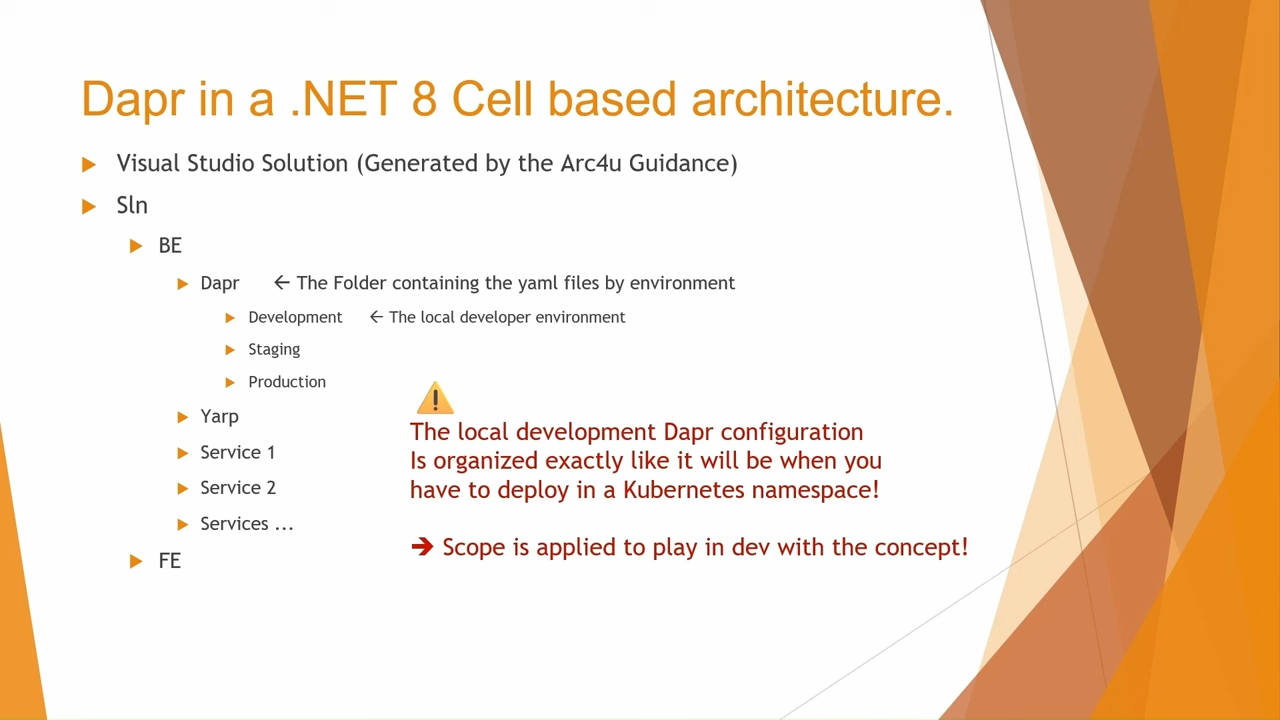 Dapr in a .NET 8 Cell based architecture.
Visual Studio Solution (Generated by the Arc4u Guidance)
Sln
BE
Dapr ← The Folder containing the yaml files by environment
Development ← The local developer environment
Staging
Production
Yarp
Service 1
Service 2
Services ...
FE
The local development Dapr configuration
Is organized exactly like it will be when you
have to deploy in a Kubernetes namespace!
➔ Scope is applied to play in dev with the concept!